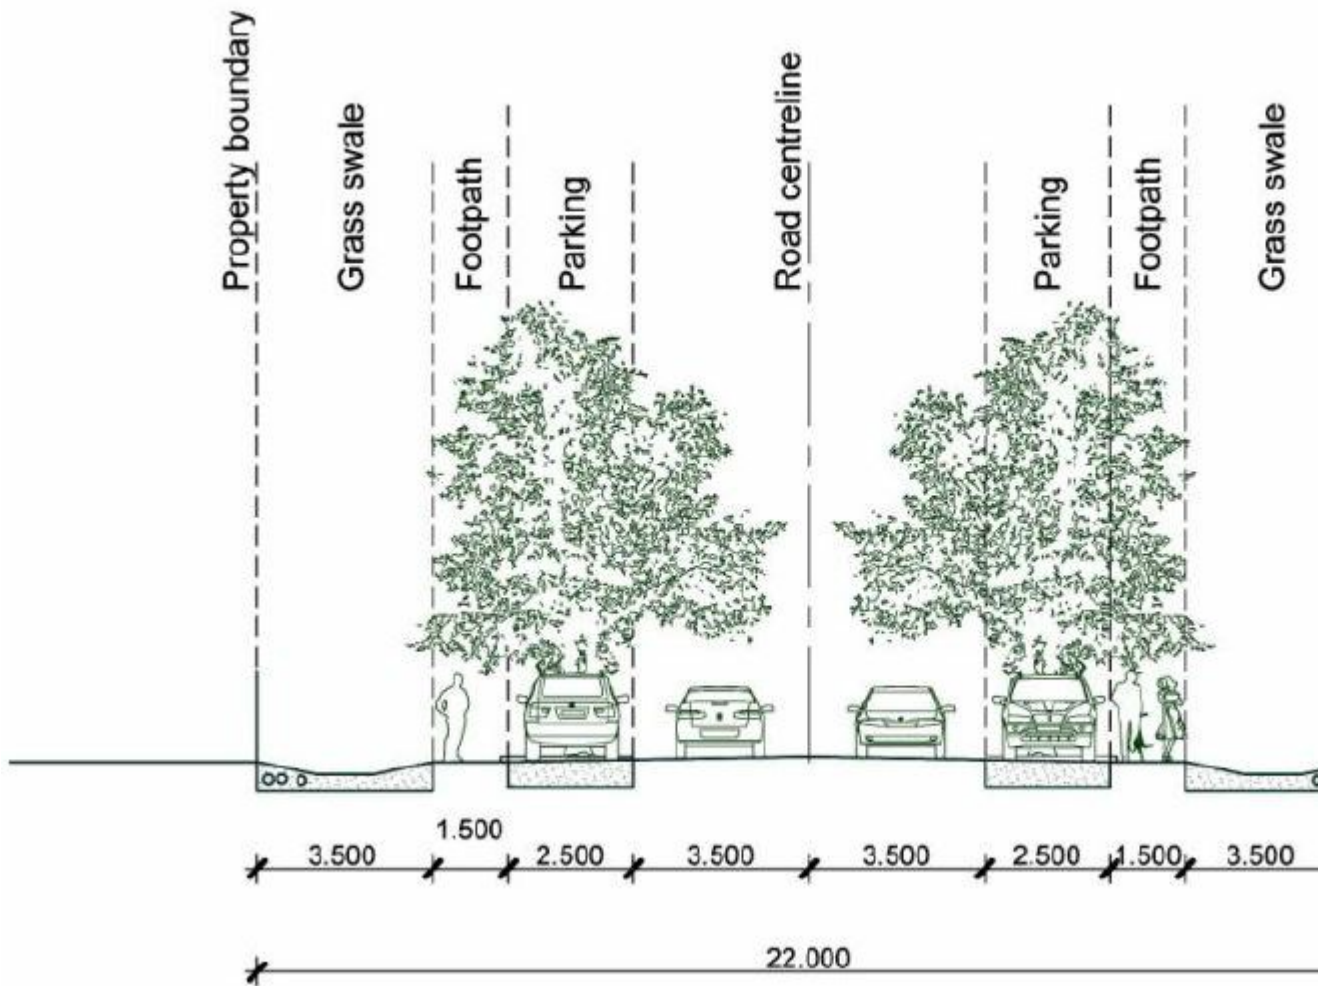 Property boundary
Grass swale
Footpath
Parking
Road centreline
Parking
Footpath
Grass swale
3.500
1.500
2.500
3.500
3.500
2.500
1.500
3.500
22.000